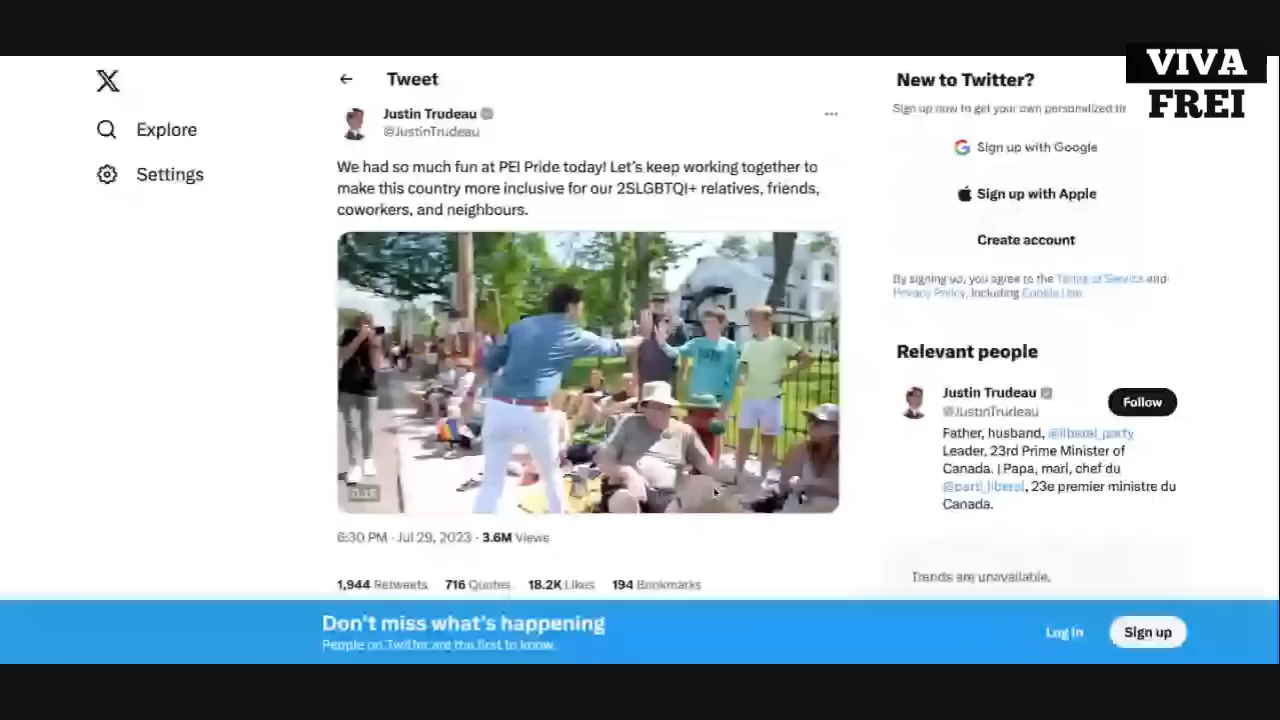 VIVA
FREI
Tweet
Explore
Settings
Justin Trudeau
@JustinTrudeau
We had so much fun at PEI Pride today! Let's keep working together to
make this country more inclusive for our 2SLGBTQI+ relatives, friends,
coworkers, and neighbours.
0:15
6:30 PM · Jul 29, 2023 · 3.6M Views
1,944 Retweets 716 Quotes 18.2K Likes 194 Bookmarks
New to Twitter?
Sign up now to get your own personalized
Sign up with Google
Sign up with Apple
Create account
By signing up, you agree to the Terms of Service and
Privacy Policy, including Cookie Use.
Relevant people
Justin Trudeau
@JustinTrudeau
Follow
Father, husband, @liberal_party
Leader, 23rd Prime Minister of
Canada. | Papa, mari, chef du
@parti_liberal, 23e premier ministre du
Canada.
Trends are unavailable.
Don't miss what's happening
People on Twitter are the first to know.
Log in
Sign up